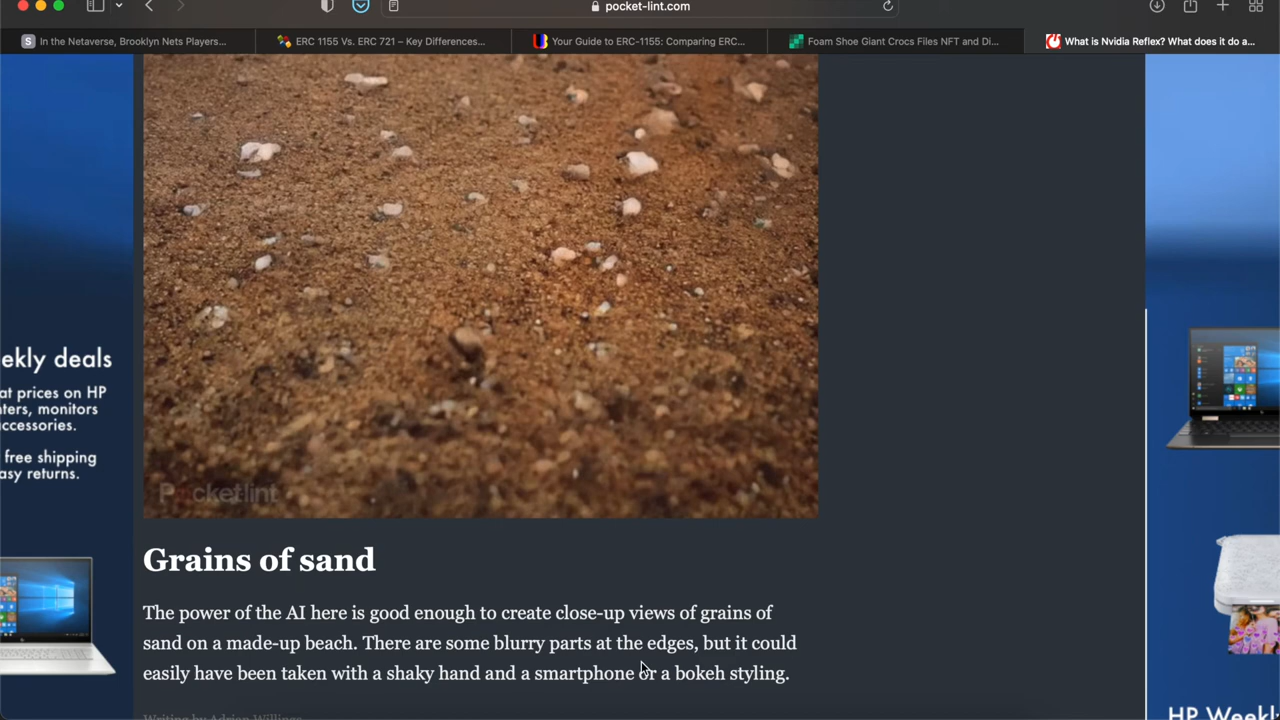 pocket-lint.com
In the Netaverse, Brooklyn Nets Players...
ERC 1155 Vs. ERC 721 – Key Differences...
Your Guide to ERC-1155: Comparing ERC...
Foam Shoe Giant Crocs Files NFT and Di...
What is Nvidia Reflex? What does it do a...
ekly deals
at prices on HP
nters, monitors
accessories.
free shipping
asy returns.
Pocketlint
Grains of sand
The power of the AI here is good enough to create close-up views of grains of
sand on a made-up beach. There are some blurry parts at the edges, but it could
easily have been taken with a shaky hand and a smartphone or a bokeh styling.
Writing by Adrian Willings
HP Weekl